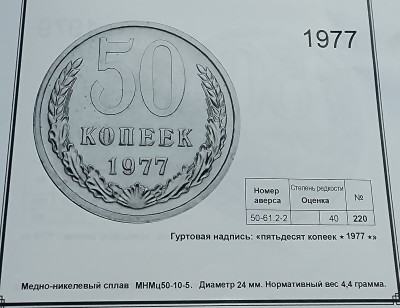 1977
50
КОПЕЕК
1977
Номер аверса Степень редкости Оценка №
50-61.2-2 40 220
Гуртовая надпись: «пятьдесят копеек ★ 1977 ★»
Медно-никелевый сплав МНМц50-10-5. Диаметр 24 мм. Нормативный вес 4,4 грамма.